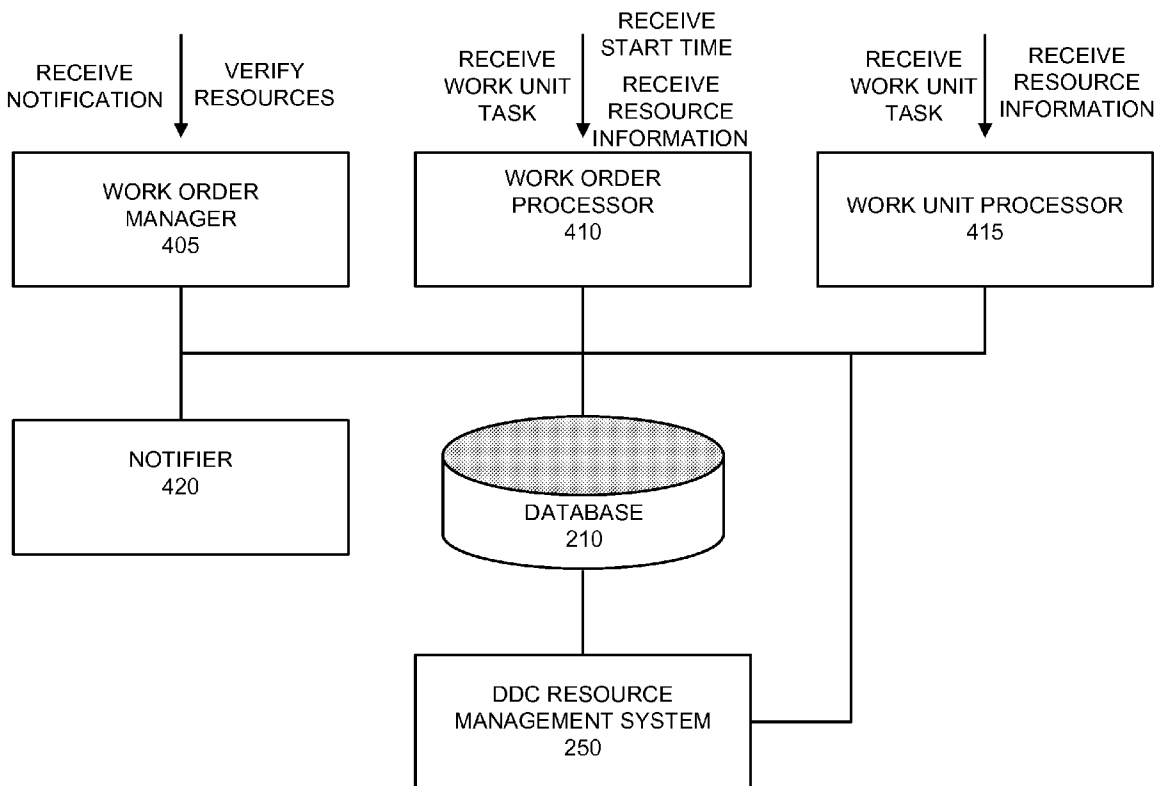 RECEIVE
NOTIFICATION
VERIFY
RESOURCES
RECEIVE
WORK UNIT
TASK
RECEIVE
START TIME
RECEIVE
RESOURCE
INFORMATION
RECEIVE
WORK UNIT
TASK
RECEIVE
RESOURCE
INFORMATION
WORK ORDER
MANAGER
405
WORK ORDER
PROCESSOR
410
WORK UNIT PROCESSOR
415
NOTIFIER
420
DATABASE
210
DDC RESOURCE
MANAGEMENT SYSTEM
250